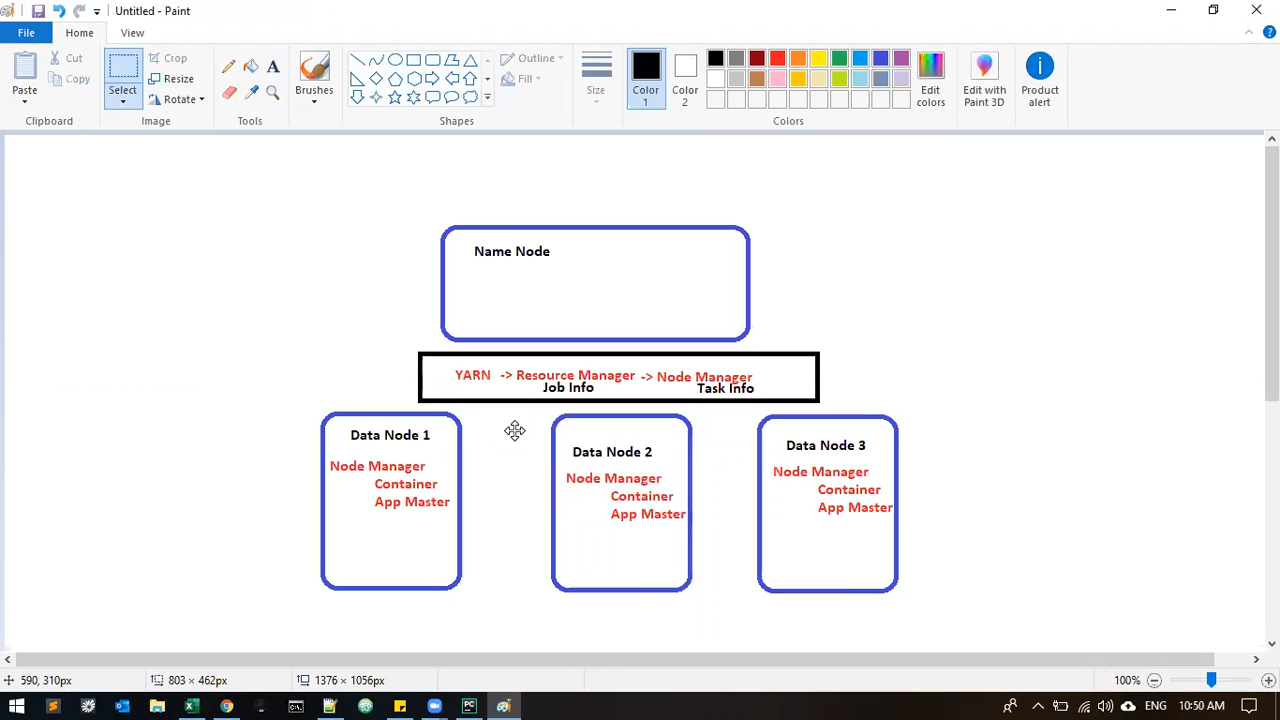 Untitled - Paint
File
Home
View
Paste
Cut
Copy
Clipboard
Select
Crop
Resize
Rotate
Image
Tools
Brushes
Outline
Fill
Shapes
Size
Color 1
Color 2
Edit colors
Colors
Edit with Paint 3D
Product alert
Name Node
YARN -> Resource Manager -> Node Manager
Job Info Task Info
Data Node 1
Node Manager
Container
App Master
Data Node 2
Node Manager
Container
App Master
Data Node 3
Node Manager
Container
App Master
590, 310px
803 × 462px
1376 × 1056px
100%
ENG
10:50 AM